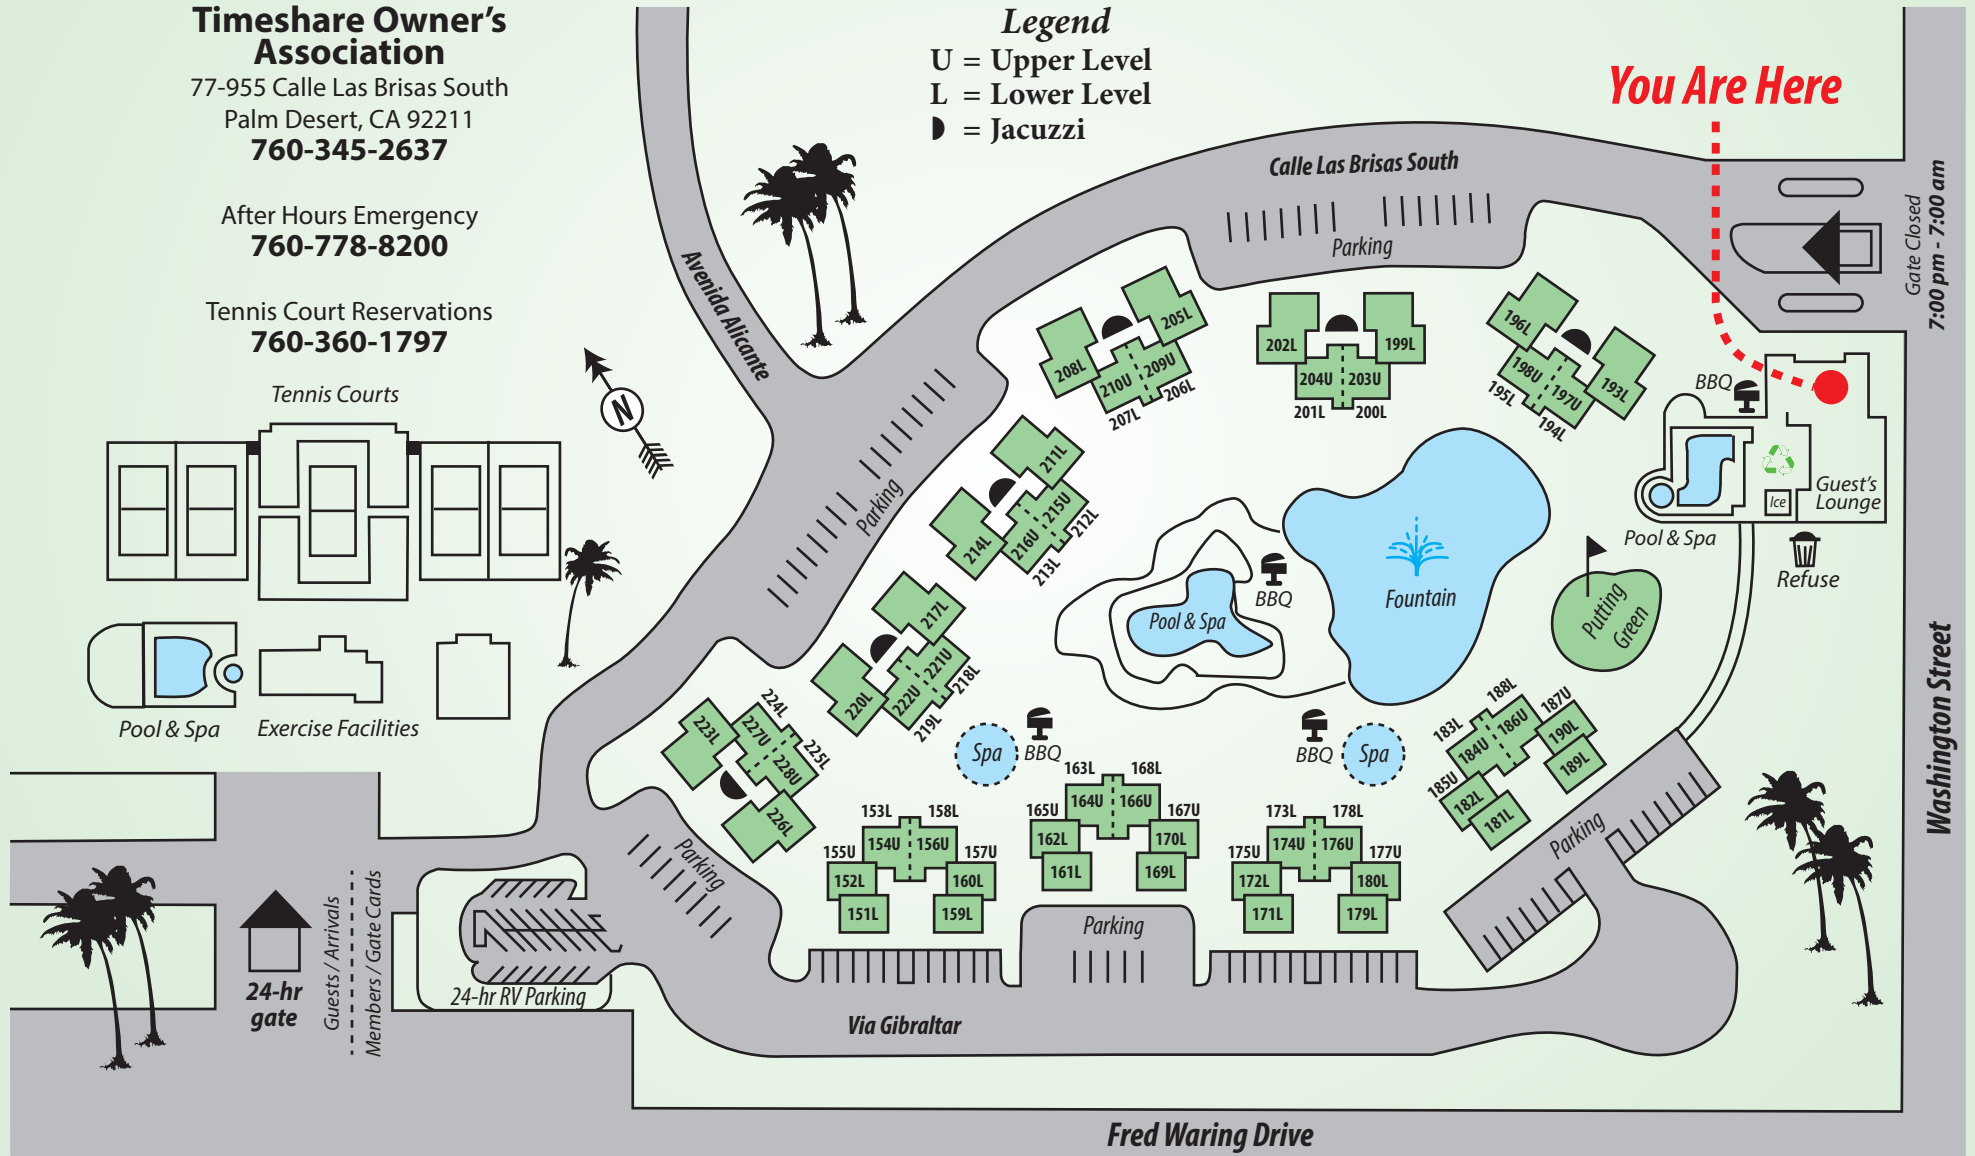 Timeshare Owner's
Association
77-955 Calle Las Brisas South
Palm Desert, CA 92211
760-345-2637
After Hours Emergency
760-778-8200
Tennis Court Reservations
760-360-1797
Legend
U = Upper Level
L = Lower Level
= Jacuzzi
You Are Here
Calle Las Brisas South
Parking
Gate Closed
7:00 pm - 7:00 am
Avenida Alicante
N
Tennis Courts
Pool & Spa
Exercise Facilities
Parking
208L
205L
210U
209U
207L
206L
202L
199L
204U
203U
201L
200L
196L
193L
198U
197U
195L
194L
BBQ
Ice
Guest's
Lounge
Pool & Spa
Refuse
211L
214L
215U
216U
212L
213L
217L
220L
221U
222U
218L
219L
Pool & Spa
BBQ
Fountain
Putting
Green
Washington Street
223L
224L
227U
228U
225L
226L
Spa
BBQ
BBQ
Spa
183L
188L
187U
184U
186U
190L
189L
185U
182L
181L
Parking
153L
158L
154U
156U
155U
157U
152L
160L
151L
159L
163L
168L
164U
166U
165U
167U
162L
170L
161L
169L
173L
178L
174U
176U
175U
177U
172L
180L
171L
179L
Parking
Parking
24-hr
gate
Guests / Arrivals
Members / Gate Cards
24-hr RV Parking
Via Gibraltar
Fred Waring Drive